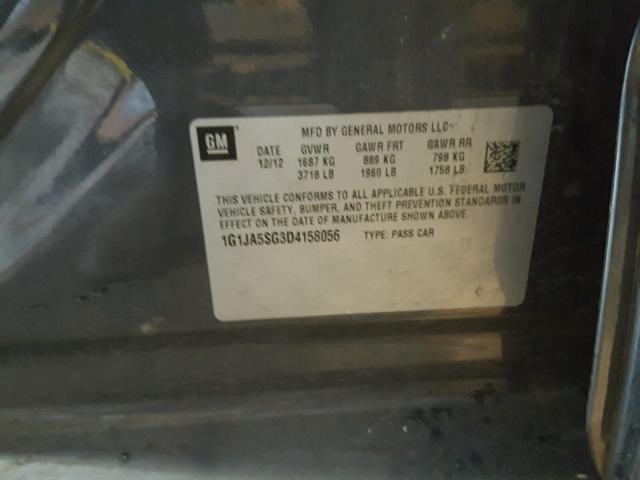 GM
MFD BY GENERAL MOTORS LLC
DATE GVWR GAWR FRT GAWR RR
12/12 1687 KG 889 KG 798 KG
3718 LB 1960 LB 1758 LB
THIS VEHICLE CONFORMS TO ALL APPLICABLE U.S. FEDERAL MOTOR
VEHICLE SAFETY, BUMPER, AND THEFT PREVENTION STANDARDS IN
EFFECT ON THE DATE OF MANUFACTURE SHOWN ABOVE.
1G1JA5SG3D4158056 TYPE: PASS CAR